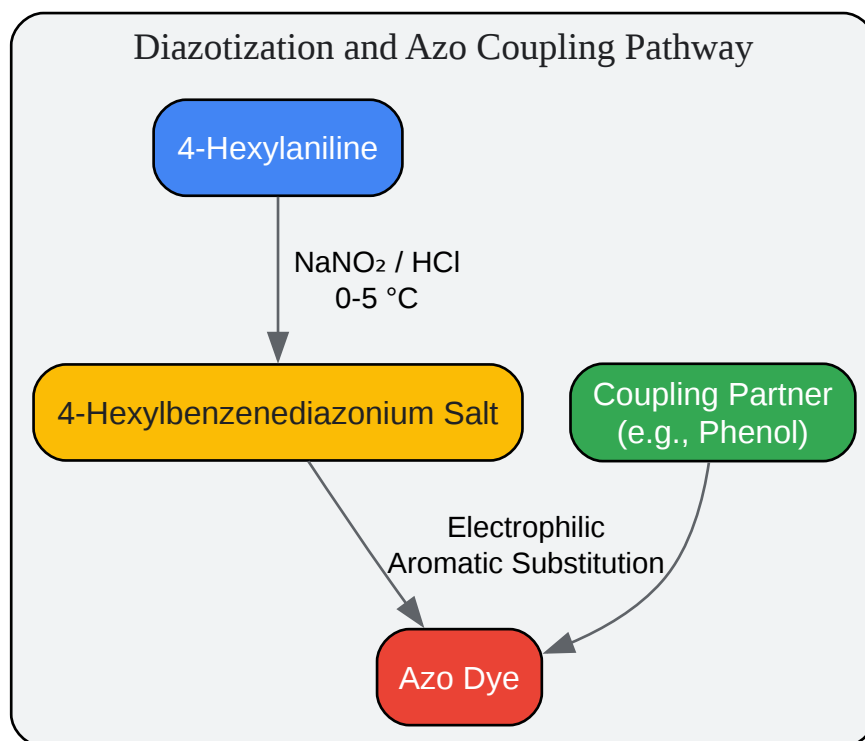 Diazotization and Azo Coupling Pathway
4-Hexylaniline
NaNO₂ / HCl
0-5 °C
4-Hexylbenzenediazonium Salt
Coupling Partner
(e.g., Phenol)
Electrophilic
Aromatic Substitution
Azo Dye